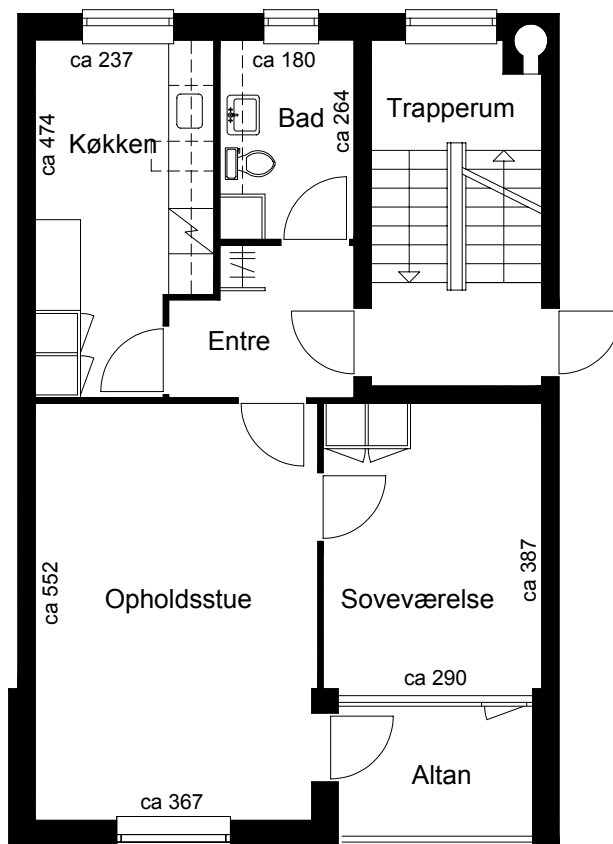 ca 237
ca 180
Trapperum
ca 474
Køkken
Bad
ca 264
Entre
ca 552
Opholdsstue
Soveværelse
ca 387
ca 290
Altan
ca 367